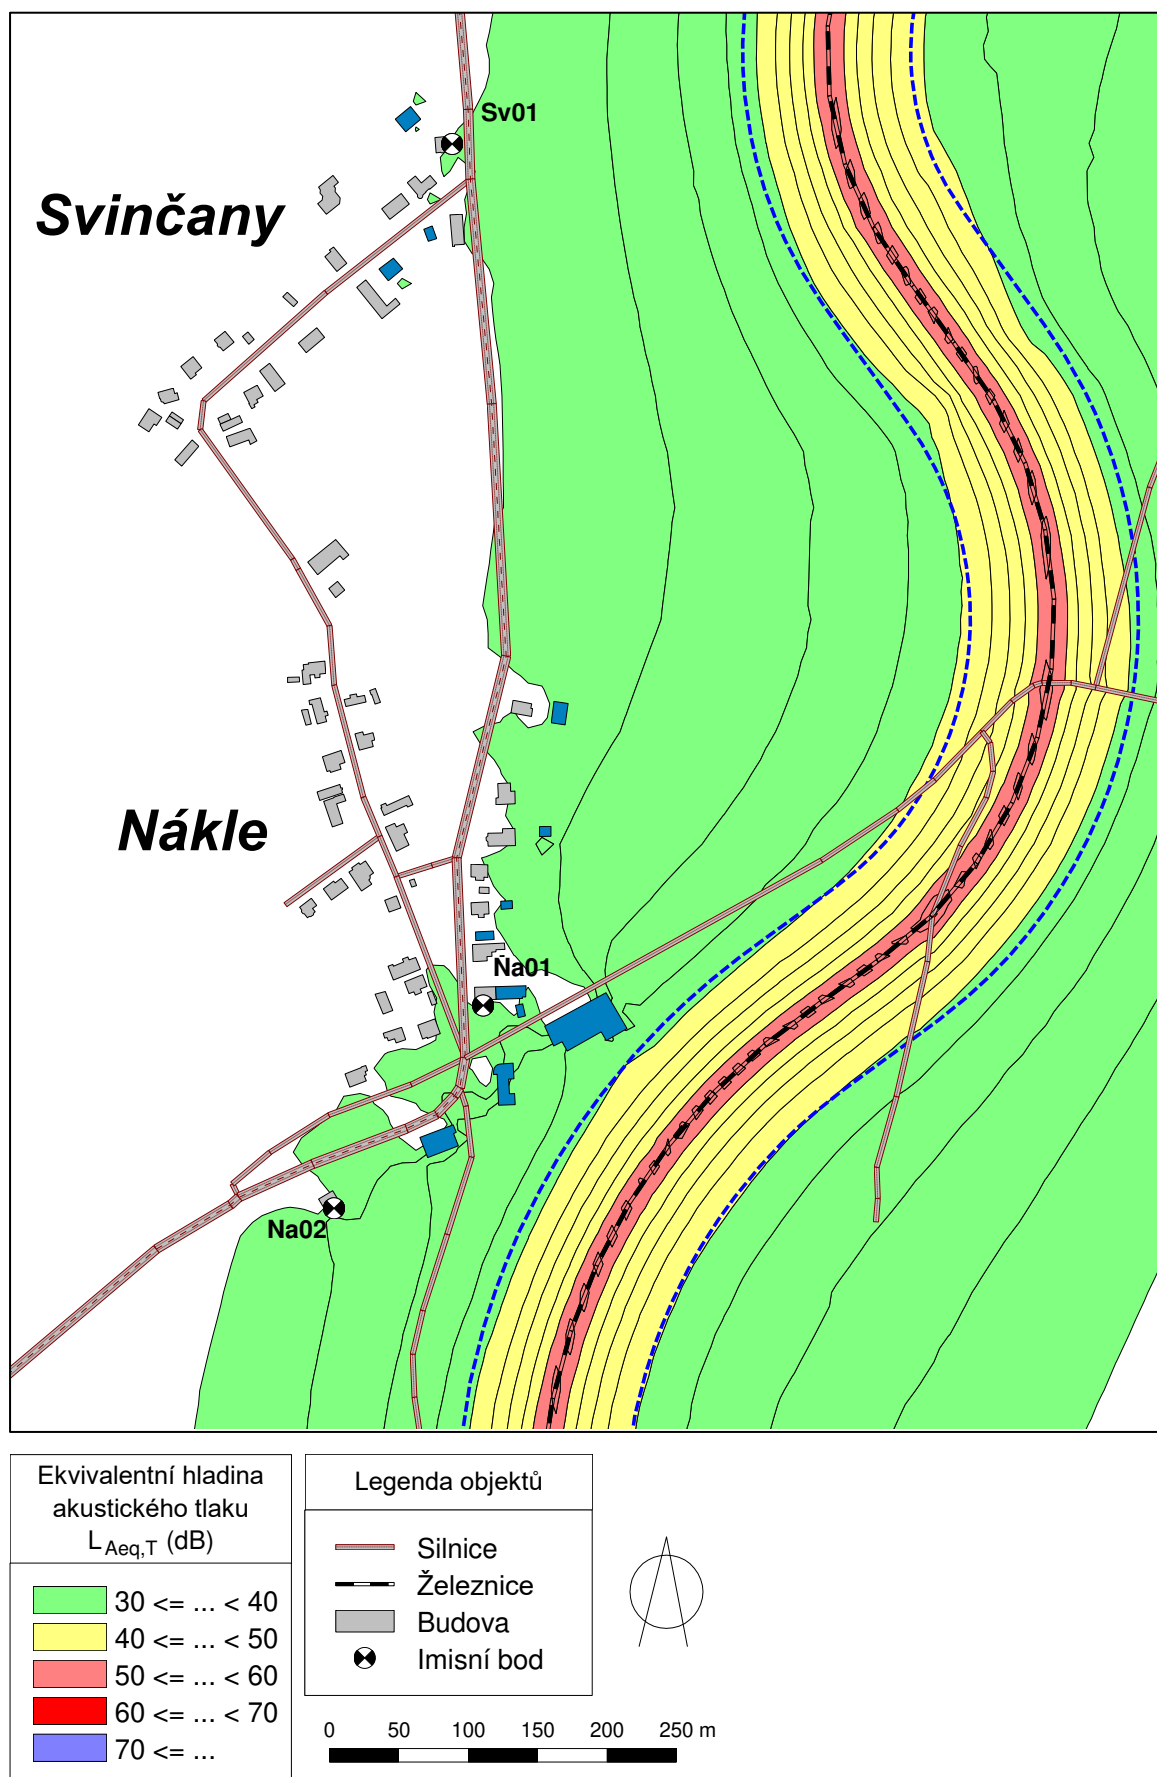 Sv01
Svinčany
Nákle
Na01
Na02
Ekvivalentní hladina
akustického tlaku
L Aeq,T (dB)
30 <= ... < 40
40 <= ... < 50
50 <= ... < 60
60 <= ... < 70
70 <= ...
Legenda objektů
Silnice
Železnice
Budova
Imisní bod
0 50 100 150 200 250 m